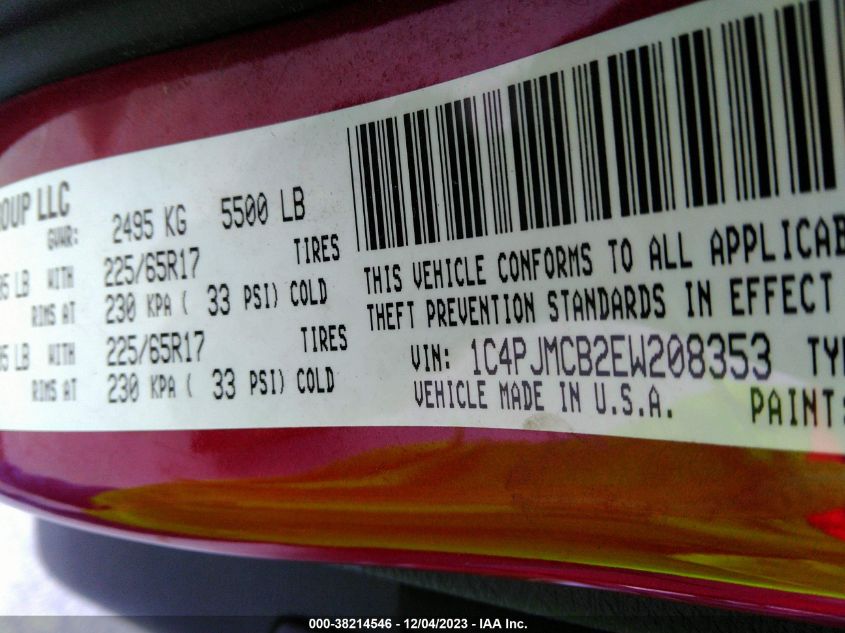 GROUP LLC
GVWR: 2495 KG 5500 LB
LB WITH 225/65R17 TIRES
RIMS AT 230 KPA ( 33 PSI) COLD
LB WITH 225/65R17 TIRES
RIMS AT 230 KPA ( 33 PSI) COLD
THIS VEHICLE CONFORMS TO ALL APPLICAB
THEFT PREVENTION STANDARDS IN EFFECT
VIN: 1C4PJMCB2EW208353 TY
VEHICLE MADE IN U.S.A. PAINT:
000-38214546 - 12/04/2023 - IAA Inc.